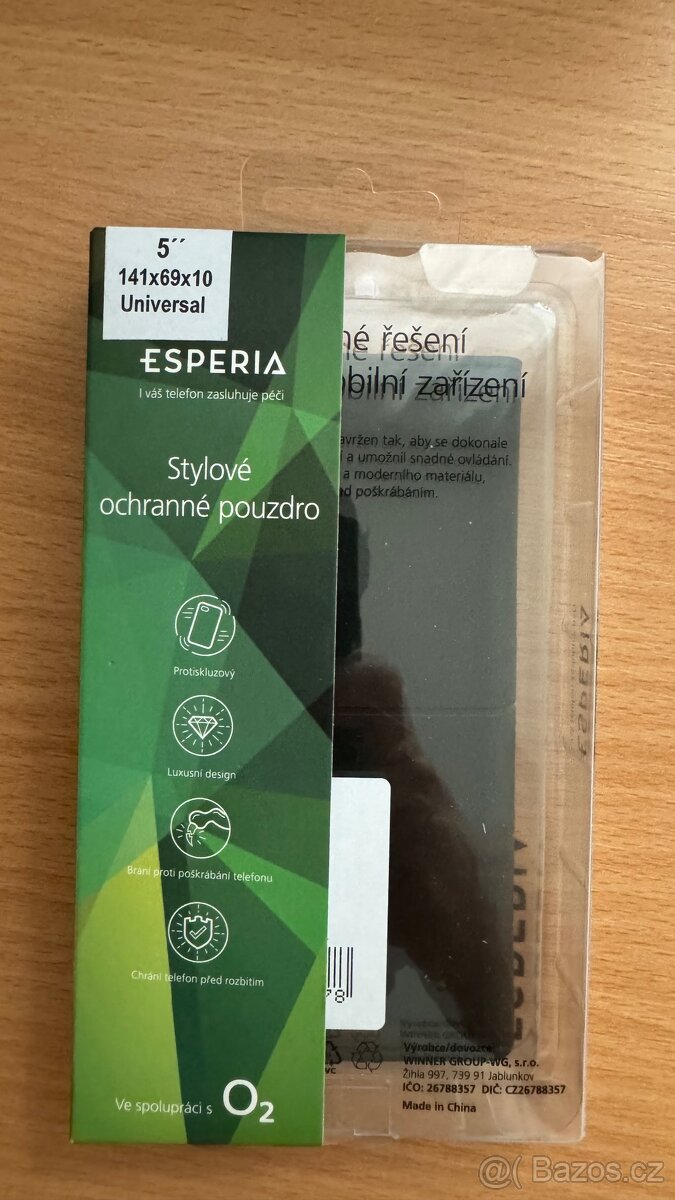 5´´
141x69x10
Universal
ESPERIA
I váš telefon zasluhuje péči
Stylové
ochranné pouzdro
Protiskluzový
Luxusní design
Brání proti poškrábání telefonu
Chrání telefon před rozbitím
Ve spolupráci s O2
né řešení
obilní zařízení
avržen tak, aby se dokonale
í a umožnil snadné ovládání.
a a moderního materiálu,
ed poškrábáním.
ESPERIA
78
Výrobce/dovozce:
WINNER GROUP-WG, s.r.o.
Žihla 997, 739 91 Jablunkov
IČO: 26788357 DIČ: CZ26788357
Made in China
Bazos.cz